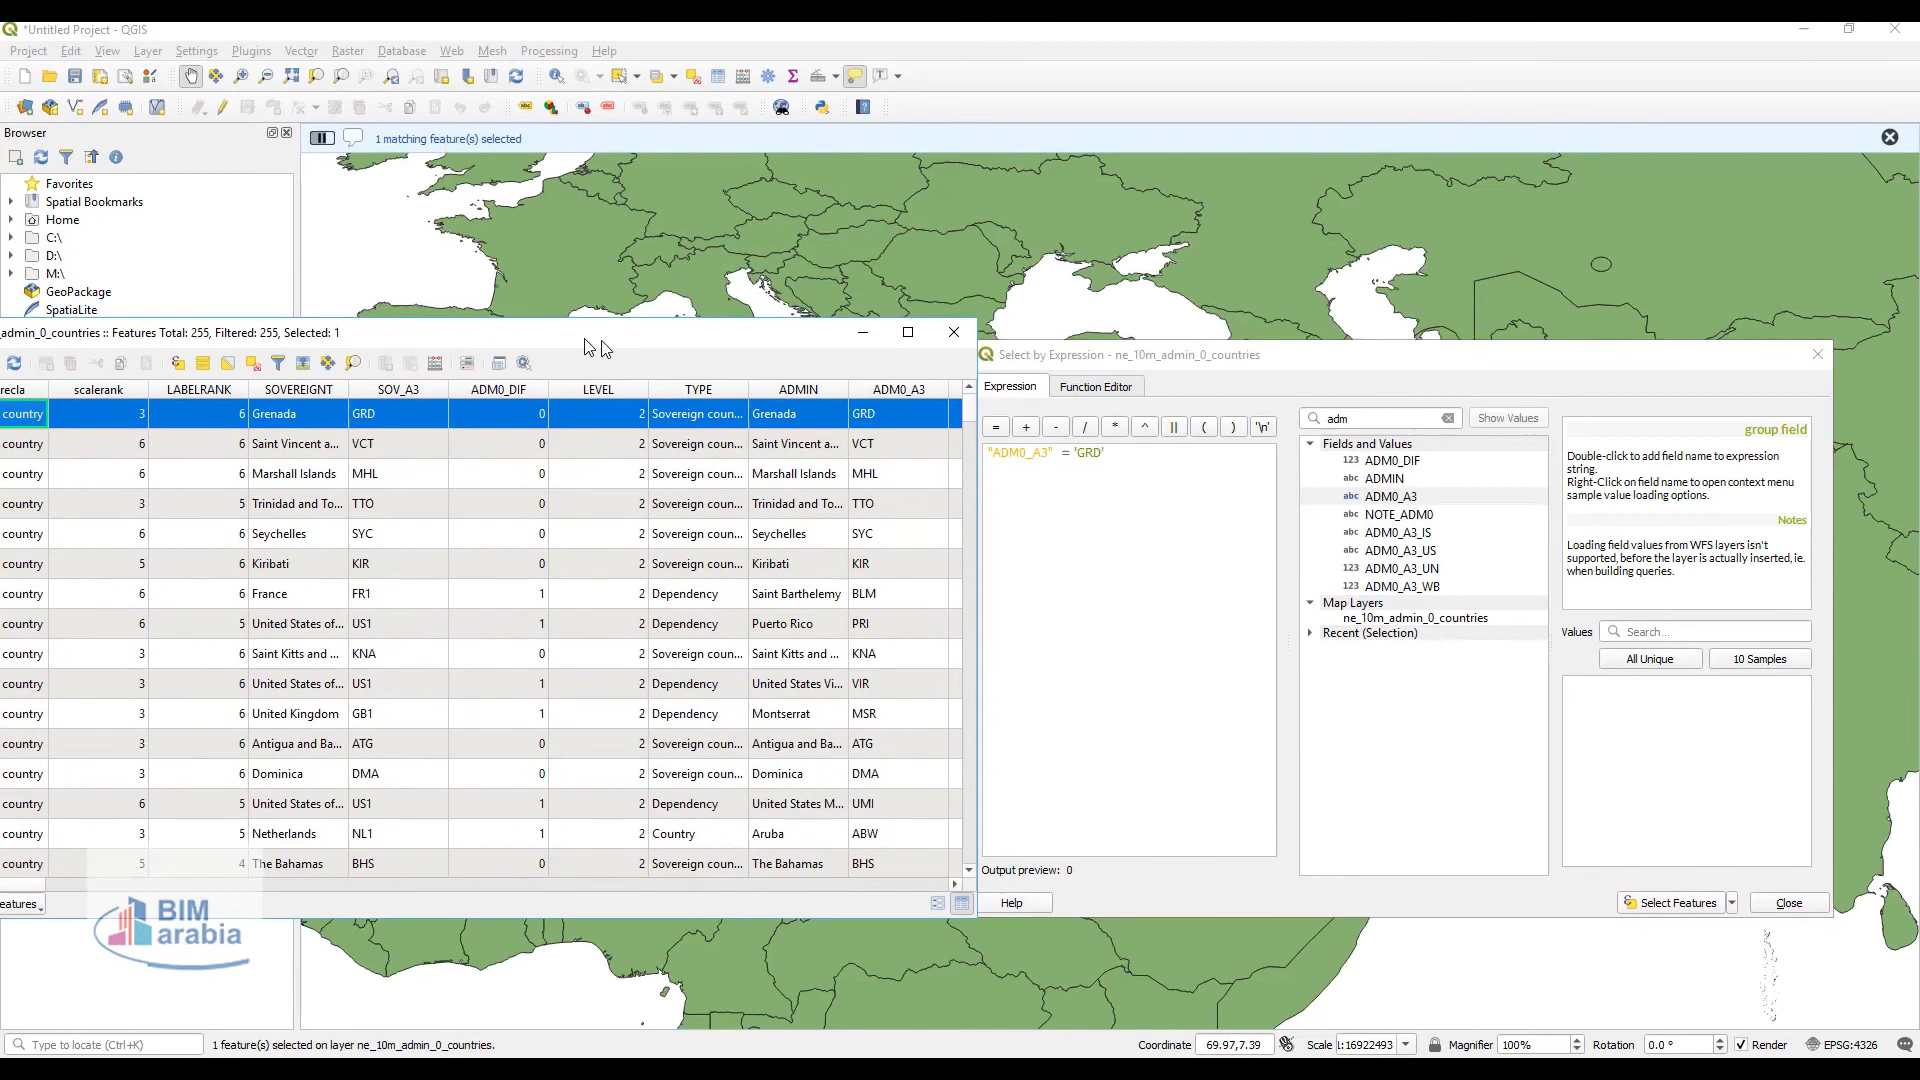 *Untitled Project - QGIS
Project Edit View Layer Settings Plugins Vector Raster Database Web Mesh Processing Help
Browser
1 matching feature(s) selected
Favorites
Spatial Bookmarks
Home
C:\
D:\
M:\
GeoPackage
SpatiaLite
admin_0_countries :: Features Total: 255, Filtered: 255, Selected: 1
recla scalerank LABELRANK SOVEREIGNT SOV_A3 ADM0_DIF LEVEL TYPE ADMIN ADM0_A3
country 3 6 Grenada GRD 0 2 Sovereign coun... Grenada GRD
country 6 6 Saint Vincent a... VCT 0 2 Sovereign coun... Saint Vincent a... VCT
country 6 6 Marshall Islands MHL 0 2 Sovereign coun... Marshall Islands MHL
country 3 5 Trinidad and To... TTO 0 2 Sovereign coun... Trinidad and To... TTO
country 6 6 Seychelles SYC 0 2 Sovereign coun... Seychelles SYC
country 5 6 Kiribati KIR 0 2 Sovereign coun... Kiribati KIR
country 6 6 France FR1 1 2 Dependency Saint Barthelemy BLM
country 6 5 United States of... US1 1 2 Dependency Puerto Rico PRI
country 3 6 Saint Kitts and ... KNA 0 2 Sovereign coun... Saint Kitts and ... KNA
country 3 6 United States of... US1 1 2 Dependency United States Vi... VIR
country 3 6 United Kingdom GB1 1 2 Dependency Montserrat MSR
country 3 6 Antigua and Ba... ATG 0 2 Sovereign coun... Antigua and Ba... ATG
country 3 6 Dominica DMA 0 2 Sovereign coun... Dominica DMA
country 6 5 United States of... US1 1 2 Dependency United States M... UMI
country 3 5 Netherlands NL1 1 2 Country Aruba ABW
country 5 4 The Bahamas BHS 0 2 Sovereign coun... The Bahamas BHS
eatures
BIM
arabia
Select by Expression - ne_10m_admin_0_countries
Expression Function Editor
= + - / * ^ || ( ) '\n'
"ADM0_A3" = 'GRD'
Output preview: 0
Help
adm
Show Values
Fields and Values
123 ADM0_DIF
abc ADMIN
abc ADM0_A3
abc NOTE_ADM0
abc ADM0_A3_IS
abc ADM0_A3_US
123 ADM0_A3_UN
123 ADM0_A3_WB
Map Layers
ne_10m_admin_0_countries
Recent (Selection)
group field
Double-click to add field name to expression
string.
Right-Click on field name to open context menu
sample value loading options.
Notes
Loading field values from WFS layers isn't
supported, before the layer is actually inserted, ie.
when building queries.
Values Search...
All Unique 10 Samples
Select Features Close
Type to locate (Ctrl+K) 1 feature(s) selected on layer ne_10m_admin_0_countries. Coordinate 69.97,7.39 Scale 1:16922493 Magnifier 100% Rotation 0.0 ° Render EPSG:4326